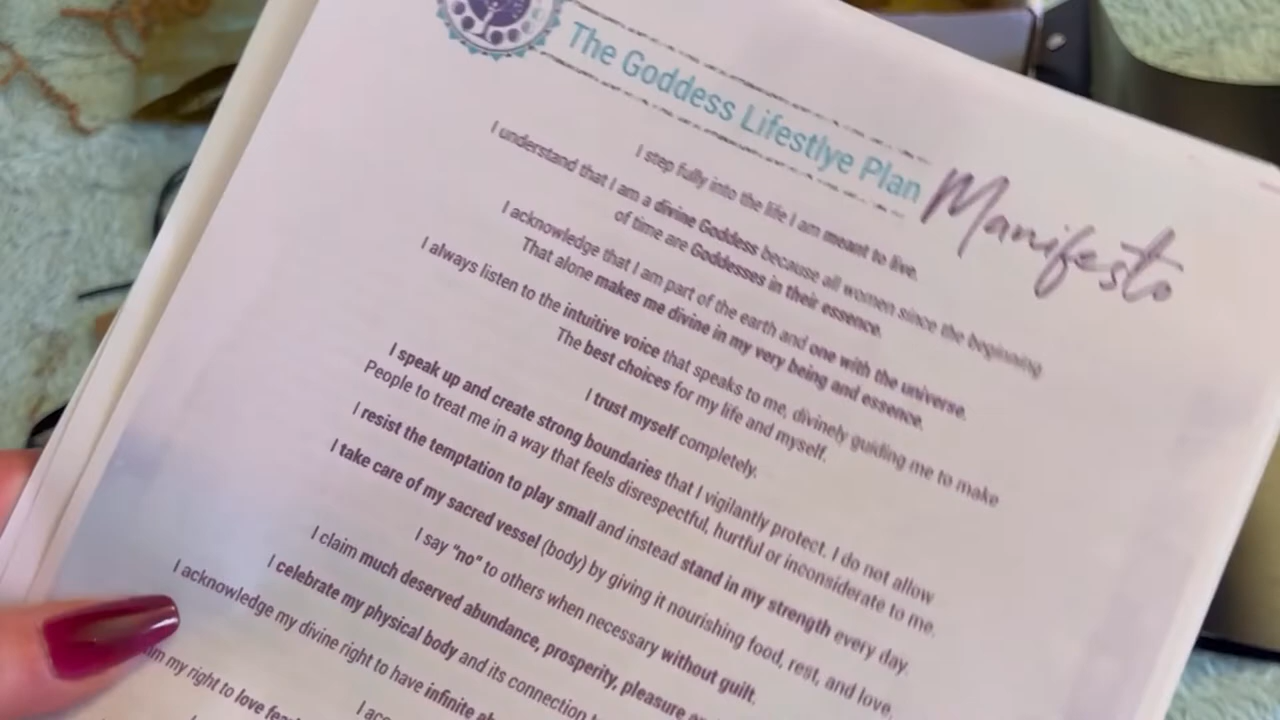 The Goddess Lifestlye Plan
Manifesto
I step fully into the life I am meant to live.
I understand that I am a divine Goddess because all women since the beginning
of time are Goddesses in their essence.
I acknowledge that I am part of the earth and one with the universe.
That alone makes me divine in my very being and essence.
I always listen to the intuitive voice that speaks to me, divinely guiding me to make
The best choices for my life and myself.
I trust myself completely.
I speak up and create strong boundaries that I vigilantly protect. I do not allow
People to treat me in a way that feels disrespectful, hurtful or inconsiderate to me.
I resist the temptation to play small and instead stand in my strength every day.
I take care of my sacred vessel (body) by giving it nourishing food, rest, and love,
I say "no" to others when necessary without guilt.
I claim much deserved abundance, prosperity, pleasure
I celebrate my physical body and its connection
I acknowledge my divine right to have infinite
my right to love
I